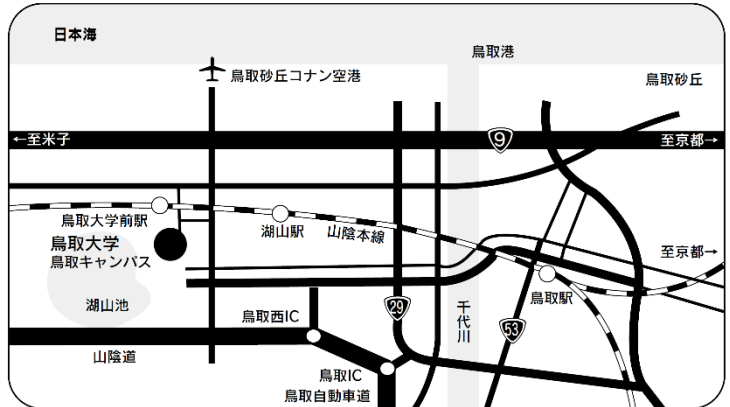 日本海
鳥取港
鳥取砂丘コナン空港
鳥取砂丘
←至米子
9
至京都→
鳥取大学前駅
湖山駅
山陰本線
鳥取大学
鳥取キャンパス
至京都→
湖山池
鳥取西IC
29
千代川
53
鳥取駅
山陰道
鳥取IC
鳥取自動車道